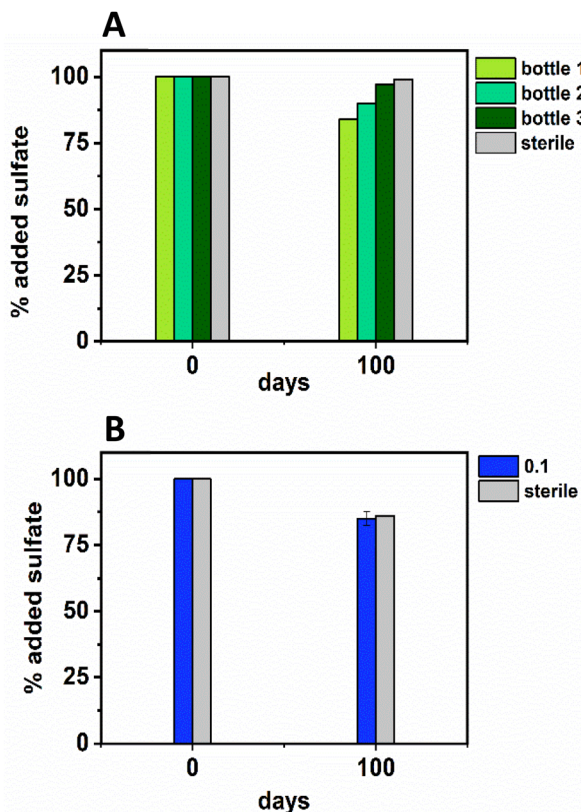 A
% added sulfate
100
75
50
25
0
0
100
days
bottle 1
bottle 2
bottle 3
sterile
B
% added sulfate
100
75
50
25
0
0
100
days
0.1
sterile